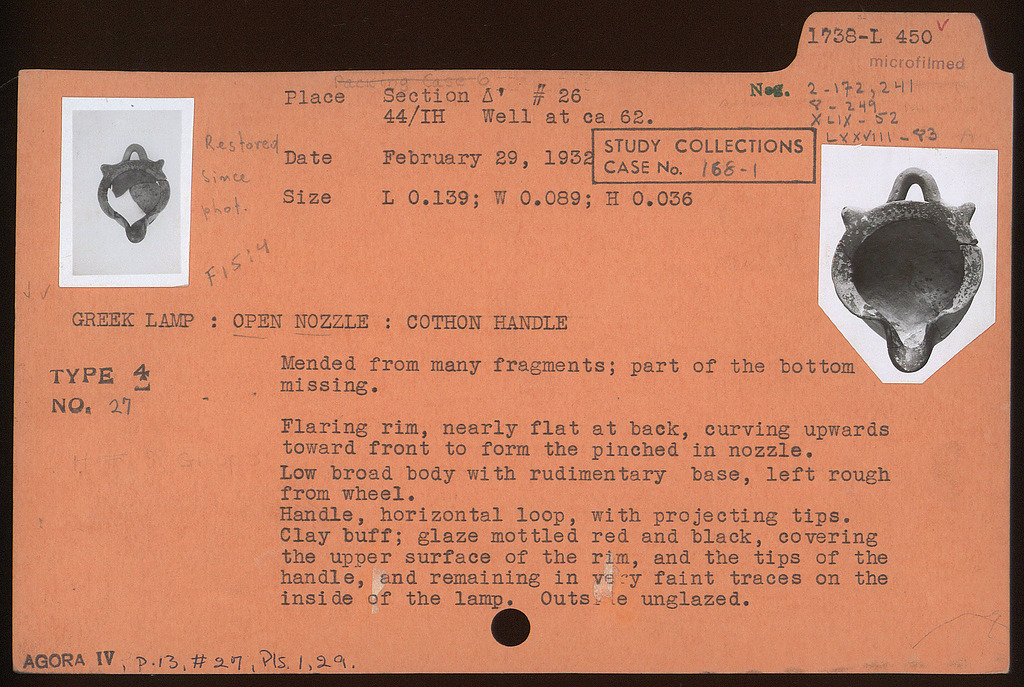 1738-L 450
microfilmed
Packing Case 6
Place Section Δ' # 26
44/IH Well at ca 62.
Neg. 2-172,241
8-249
XLIX-52
LXXVIII-83
Restored
since
phot.
Date February 29, 1932
STUDY COLLECTIONS
CASE No. 168-1
Size L 0.139; W 0.089; H 0.036
F15:4
GREEK LAMP : OPEN NOZZLE : COTHON HANDLE
TYPE 4
NO. 27
Mended from many fragments; part of the bottom
missing.
Flaring rim, nearly flat at back, curving upwards
toward front to form the pinched in nozzle.
Low broad body with rudimentary base, left rough
from wheel.
Handle, horizontal loop, with projecting tips.
Clay buff; glaze mottled red and black, covering
the upper surface of the rim, and the tips of the
handle, and remaining in very faint traces on the
inside of the lamp. Outside unglazed.
AGORA IV, p.13, #27, Pls. 1, 29.